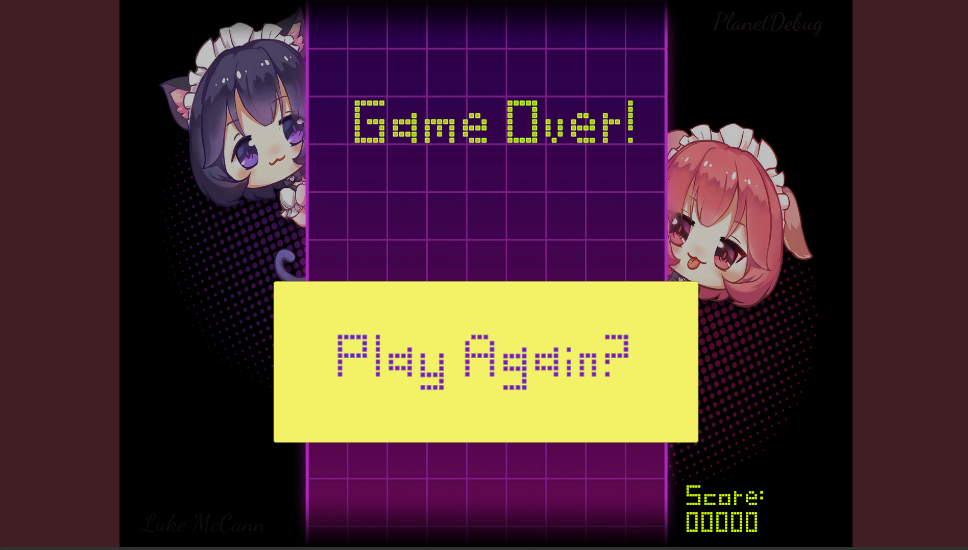 PlanetDebug
Game Over!
Play Again?
Score:
00000
Luke McCann